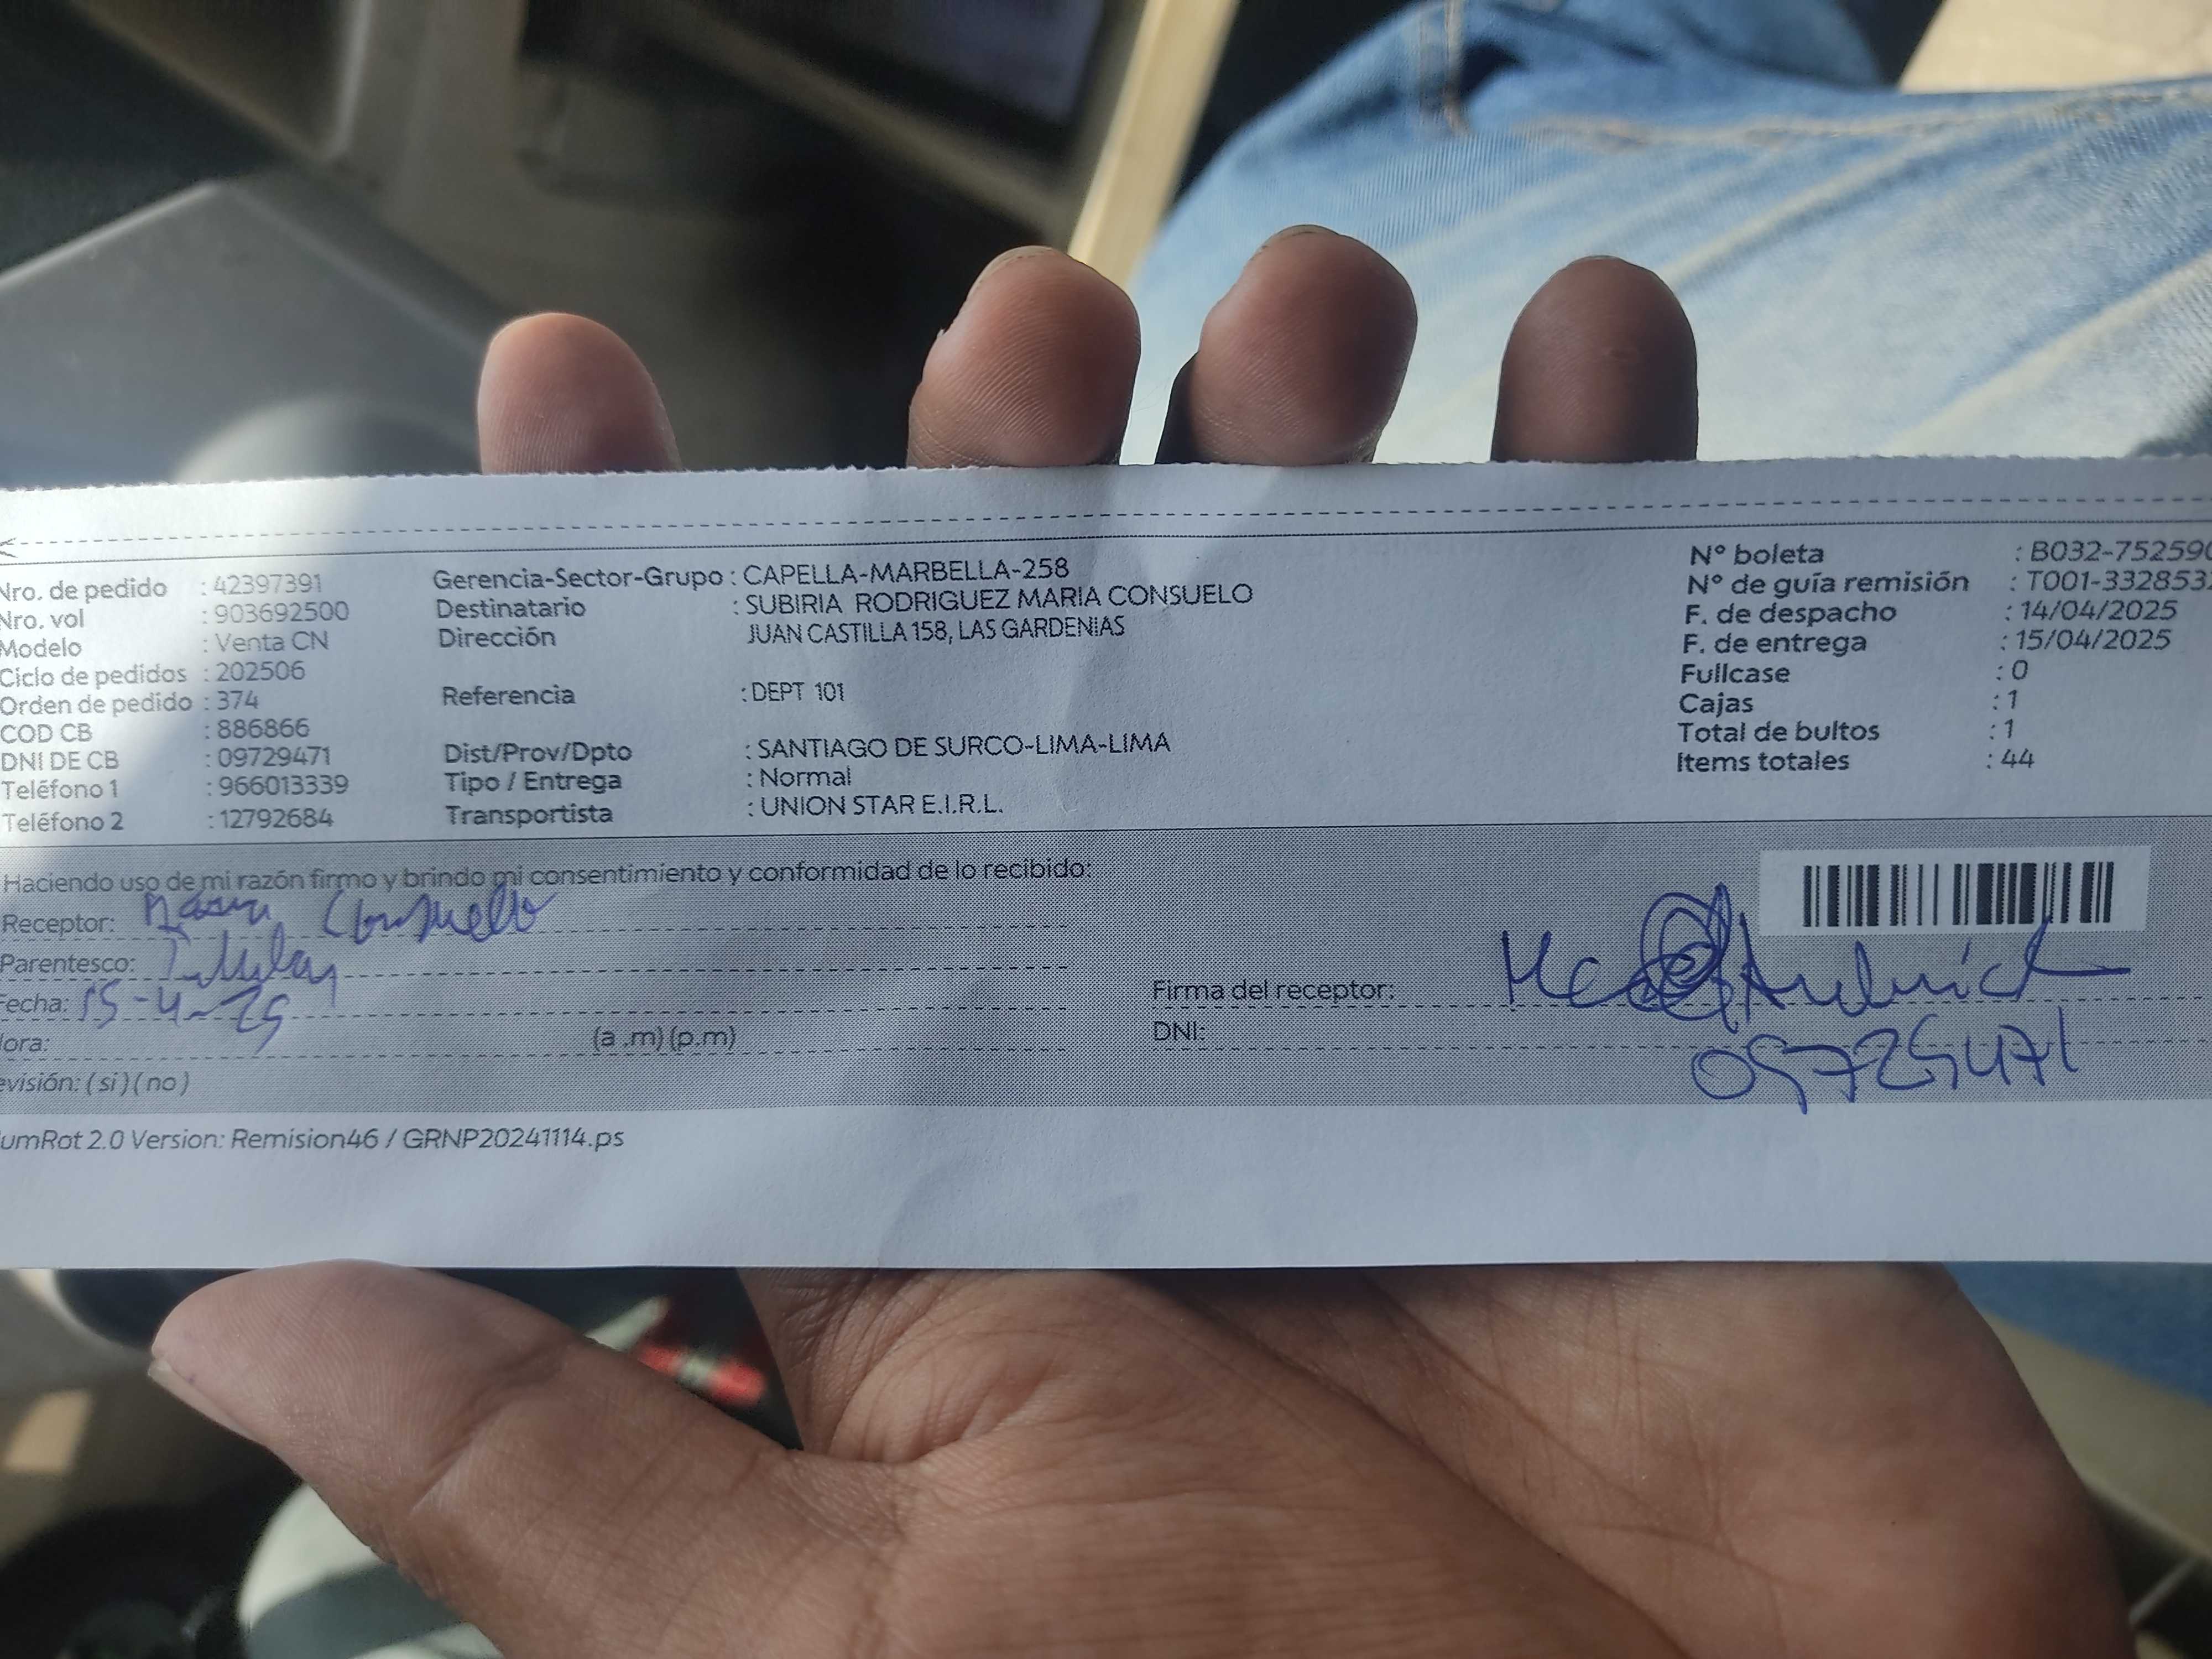 Nro. de pedido : 42397391 Gerencia-Sector-Grupo : CAPELLA-MARBELLA-258 N° boleta : B032-752590
Nro. vol : 903692500 Destinatario : SUBIRIA RODRIGUEZ MARIA CONSUELO N° de guía remisión : T001-332853
Modelo : Venta CN Dirección JUAN CASTILLA 158, LAS GARDENIAS F. de despacho : 14/04/2025
Ciclo de pedidos : 202506 F. de entrega : 15/04/2025
Orden de pedido : 374 Referencia : DEPT 101 Fullcase : 0
COD CB : 886866 Cajas : 1
DNI DE CB : 09729471 Dist/Prov/Dpto : SANTIAGO DE SURCO-LIMA-LIMA Total de bultos : 1
Teléfono 1 : 966013339 Tipo / Entrega : Normal Items totales : 44
Teléfono 2 : 12792684 Transportista : UNION STAR E.I.R.L.
Haciendo uso de mi razón firmo y brindo mi consentimiento y conformidad de lo recibido:
Receptor: Maria Consuelo
Parentesco: Titular
Fecha: 15-4-25 Firma del receptor:
ora: (a .m) (p.m) DNI: 09729471
evisión: ( si ) ( no )
umRot 2.0 Version: Remision46 / GRNP20241114.ps